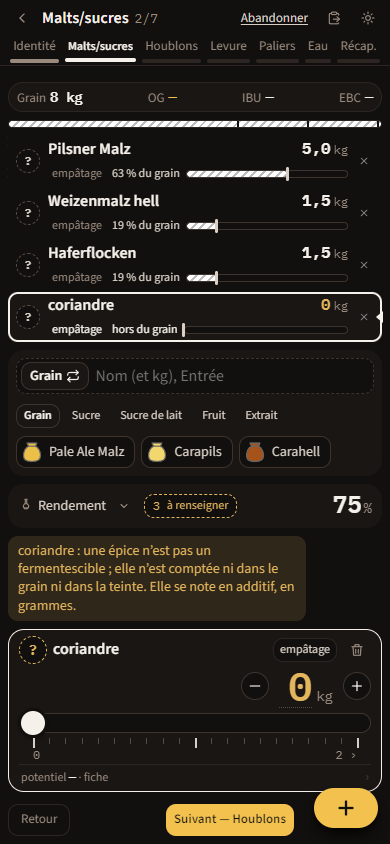 Malts/sucres 2/7
Abandonner
Identité Malts/sucres Houblons Levure Paliers Eau Récap.
Grain 8 kg OG — IBU — EBC —
? Pilsner Malz 5,0 kg ×
empâtage 63 % du grain
? Weizenmalz hell 1,5 kg ×
empâtage 19 % du grain
? Haferflocken 1,5 kg ×
empâtage 19 % du grain
? coriandre 0 kg ×
empâtage hors du grain
Grain Nom (et kg), Entrée
Grain Sucre Sucre de lait Fruit Extrait
Pale Ale Malz Carapils Carahell
Rendement 3 à renseigner 75%
coriandre : une épice n’est pas un
fermentescible ; elle n’est comptée ni dans le
grain ni dans la teinte. Elle se note en additif, en
grammes.
? coriandre empâtage
− 0 kg +
0 2 ›
potentiel — · fiche ›
Retour Suivant — Houblons +